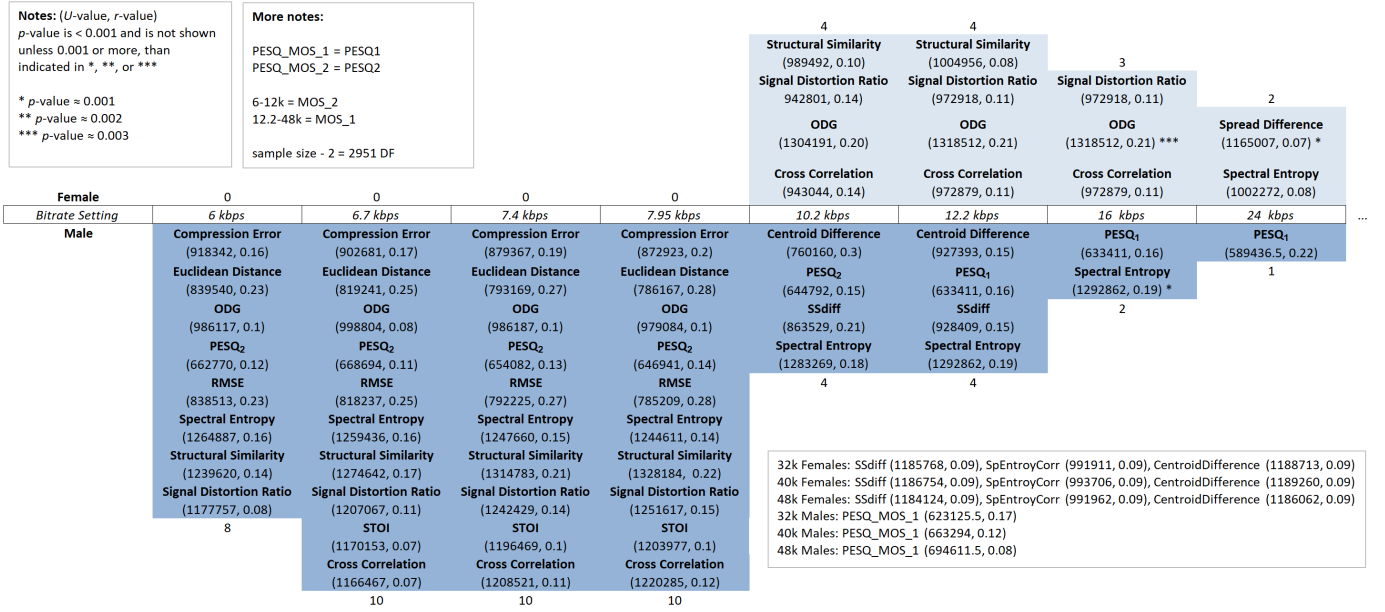 Notes: (U-value, r-value)
p-value is < 0.001 and is not shown
unless 0.001 or more, than
indicated in *, **, or ***
* p-value ≈ 0.001
** p-value ≈ 0.002
*** p-value ≈ 0.003
More notes:
PESQ_MOS_1 = PESQ1
PESQ_MOS_2 = PESQ2
6-12k = MOS_2
12.2-48k = MOS_1
sample size - 2 = 2951 DF
4 4
Structural Similarity Structural Similarity
(989492, 0.10) (1004956, 0.08) 3
Signal Distortion Ratio Signal Distortion Ratio Signal Distortion Ratio
942801, 0.14) (972918, 0.11) (972918, 0.11) 2
ODG ODG ODG Spread Difference
(1304191, 0.20) (1318512, 0.21) (1318512, 0.21) *** (1165007, 0.07) *
Cross Correlation Cross Correlation Cross Correlation Spectral Entropy
(943044, 0.14) (972879, 0.11) (972879, 0.11) (1002272, 0.08)
Female 0 0 0 0
Bitrate Setting 6 kbps 6.7 kbps 7.4 kbps 7.95 kbps 10.2 kbps 12.2 kbps 16 kbps 24 kbps ...
Male Compression Error Compression Error Compression Error Compression Error Centroid Difference Centroid Difference PESQ1 PESQ1
(918342, 0.16) (902681, 0.17) (879367, 0.19) (872923, 0.2) (760160, 0.3) (927393, 0.15) (633411, 0.16) (589436.5, 0.22)
Euclidean Distance Euclidean Distance Euclidean Distance Euclidean Distance PESQ2 PESQ1 Spectral Entropy 1
(839540, 0.23) (819241, 0.25) (793169, 0.27) (786167, 0.28) (644792, 0.15) (633411, 0.16) (1292862, 0.19) *
ODG ODG ODG ODG SSdiff SSdiff 2
(986117, 0.1) (998804, 0.08) (986187, 0.1) (979084, 0.1) (863529, 0.21) (928409, 0.15)
PESQ2 PESQ2 PESQ2 PESQ2 Spectral Entropy Spectral Entropy
(662770, 0.12) (668694, 0.11) (654082, 0.13) (646941, 0.14) (1283269, 0.18) (1292862, 0.19)
RMSE RMSE RMSE RMSE 4 4
(838513, 0.23) (818237, 0.25) (792225, 0.27) (785209, 0.28)
Spectral Entropy Spectral Entropy Spectral Entropy Spectral Entropy
(1264887, 0.16) (1259436, 0.16) (1247660, 0.15) (1244611, 0.14)
Structural Similarity Structural Similarity Structural Similarity Structural Similarity
(1239620, 0.14) (1274642, 0.17) (1314783, 0.21) (1328184, 0.22)
Signal Distortion Ratio Signal Distortion Ratio Signal Distortion Ratio Signal Distortion Ratio
(1177757, 0.08) (1207067, 0.11) (1242429, 0.14) (1251617, 0.15)
8 STOI STOI STOI
(1170153, 0.07) (1196469, 0.1) (1203977, 0.1)
Cross Correlation Cross Correlation Cross Correlation
(1166467, 0.07) (1208521, 0.11) (1220285, 0.12)
10 10 10
32k Females: SSdiff (1185768, 0.09), SpEntroyCorr (991911, 0.09), CentroidDifference (1188713, 0.09)
40k Females: SSdiff (1186754, 0.09), SpEntroyCorr (993706, 0.09), CentroidDifference (1189260, 0.09)
48k Females: SSdiff (1184124, 0.09), SpEntroyCorr (991962, 0.09), CentroidDifference (1186062, 0.09)
32k Males: PESQ_MOS_1 (623125.5, 0.17)
40k Males: PESQ_MOS_1 (663294, 0.12)
48k Males: PESQ_MOS_1 (694611.5, 0.08)